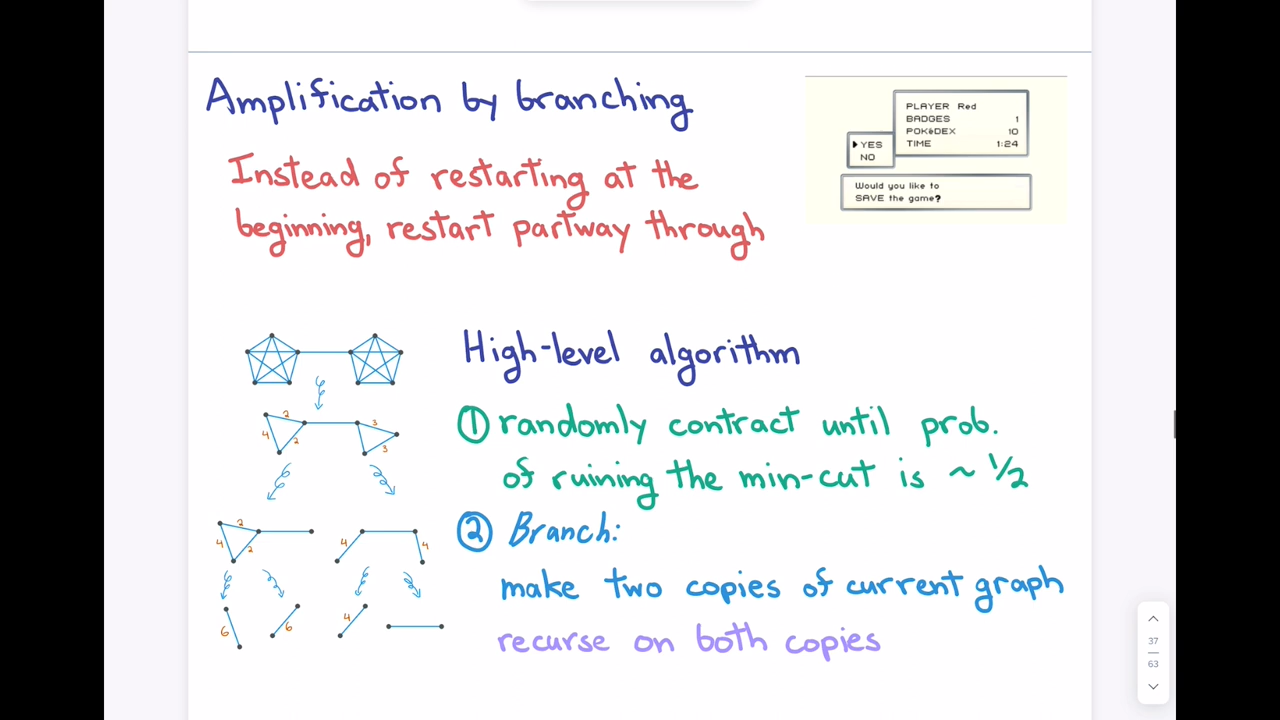 Amplification by branching
Instead of restarting at the
beginning, restart partway through
PLAYER Red
BADGES 1
POKéDEX 10
TIME 1:24
▶YES
NO
Would you like to
SAVE the game?
High-level algorithm
① randomly contract until prob.
of ruining the min-cut is ~ 1/2
② Branch:
make two copies of current graph
recurse on both copies
2
4
2
3
3
2
4
2
4
4
6
6
4
37
63